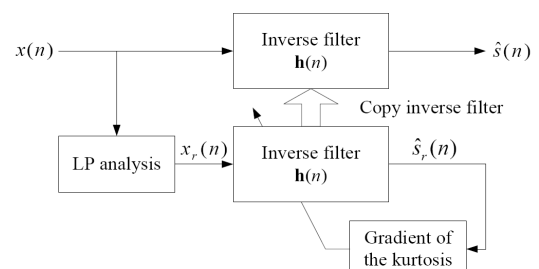 x(n)
Inverse filter
h(n)
ŝ(n)
Copy inverse filter
LP analysis
x_r(n)
Inverse filter
h(n)
ŝ_r(n)
Gradient of
the kurtosis